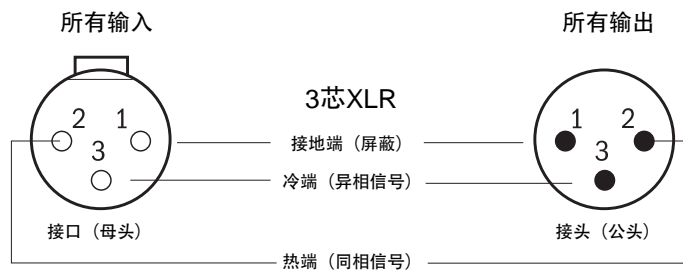 所有输入
所有输出
3芯XLR
2 1
3
1 2
3
接地端（屏蔽）
冷端（异相信号）
接口（母头）
接头（公头）
热端（同相信号）